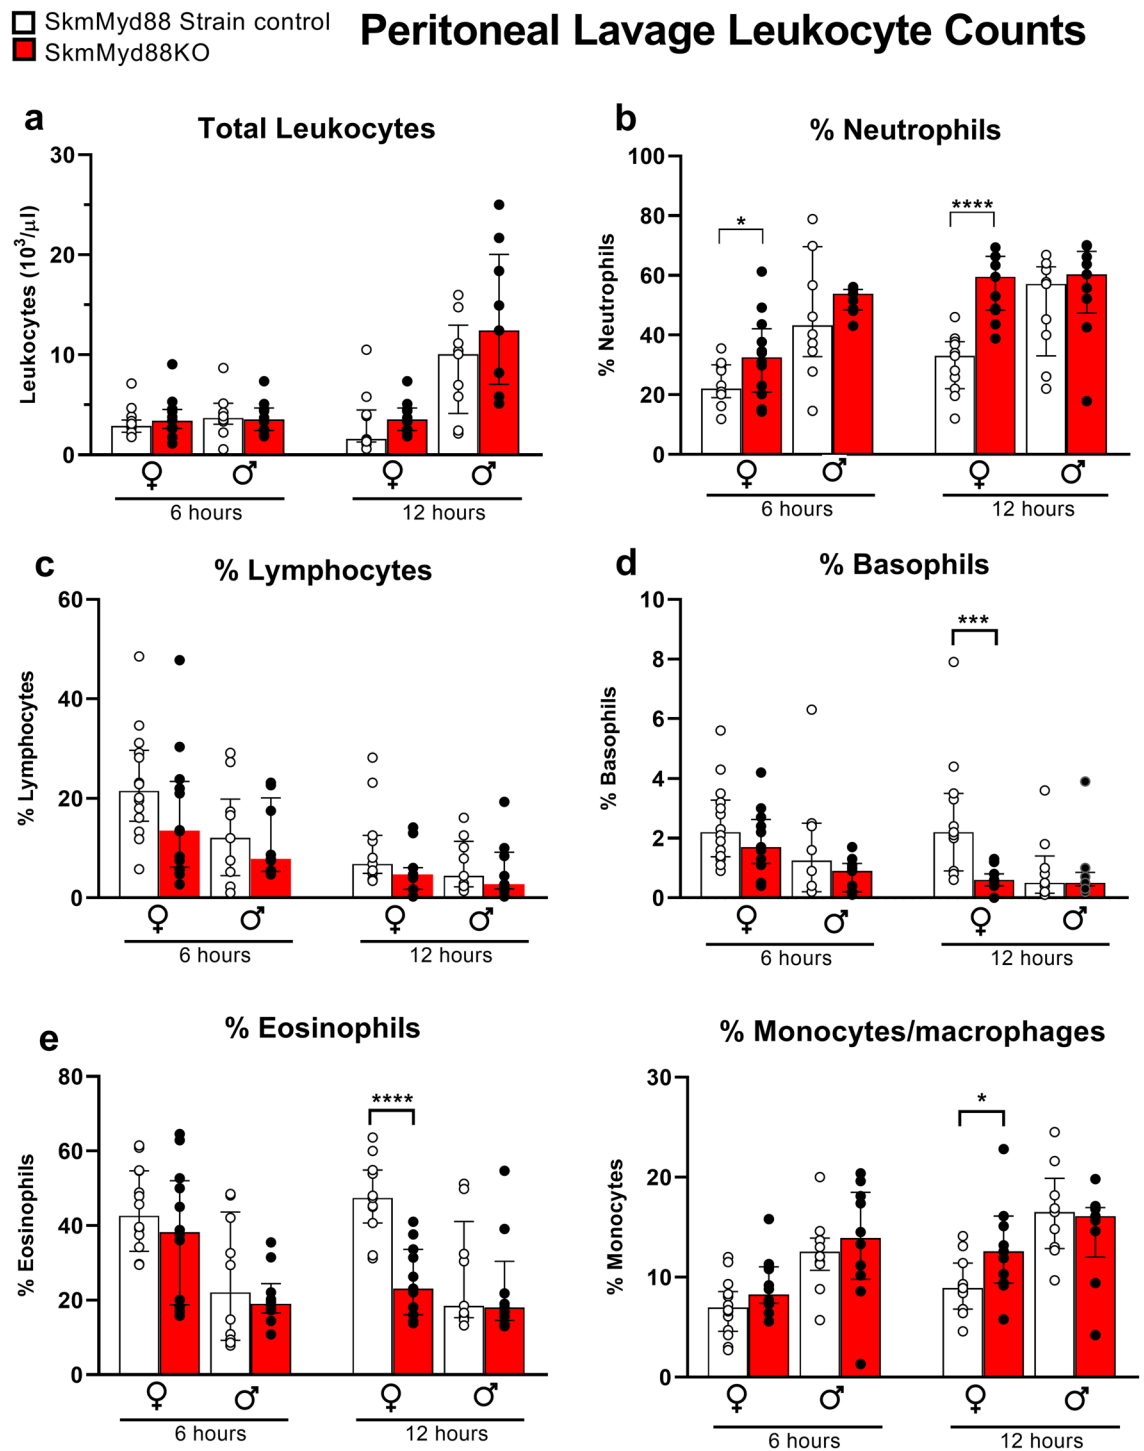 SkmMyd88 Strain control
SkmMyd88KO
Peritoneal Lavage Leukocyte Counts
a
Total Leukocytes
Leukocytes (10³/µl)
30
20
10
0
♀ ♂ ♀ ♂
6 hours 12 hours
b
% Neutrophils
% Neutrophils
100
80
60
40
20
0
*
****
♀ ♂ ♀ ♂
6 hours 12 hours
c
% Lymphocytes
% Lymphocytes
60
40
20
0
♀ ♂ ♀ ♂
6 hours 12 hours
d
% Basophils
% Basophils
10
8
6
4
2
0
***
♀ ♂ ♀ ♂
6 hours 12 hours
e
% Eosinophils
% Eosinophils
80
60
40
20
0
****
♀ ♂ ♀ ♂
6 hours 12 hours
% Monocytes/macrophages
% Monocytes
30
20
10
0
*
♀ ♂ ♀ ♂
6 hours 12 hours